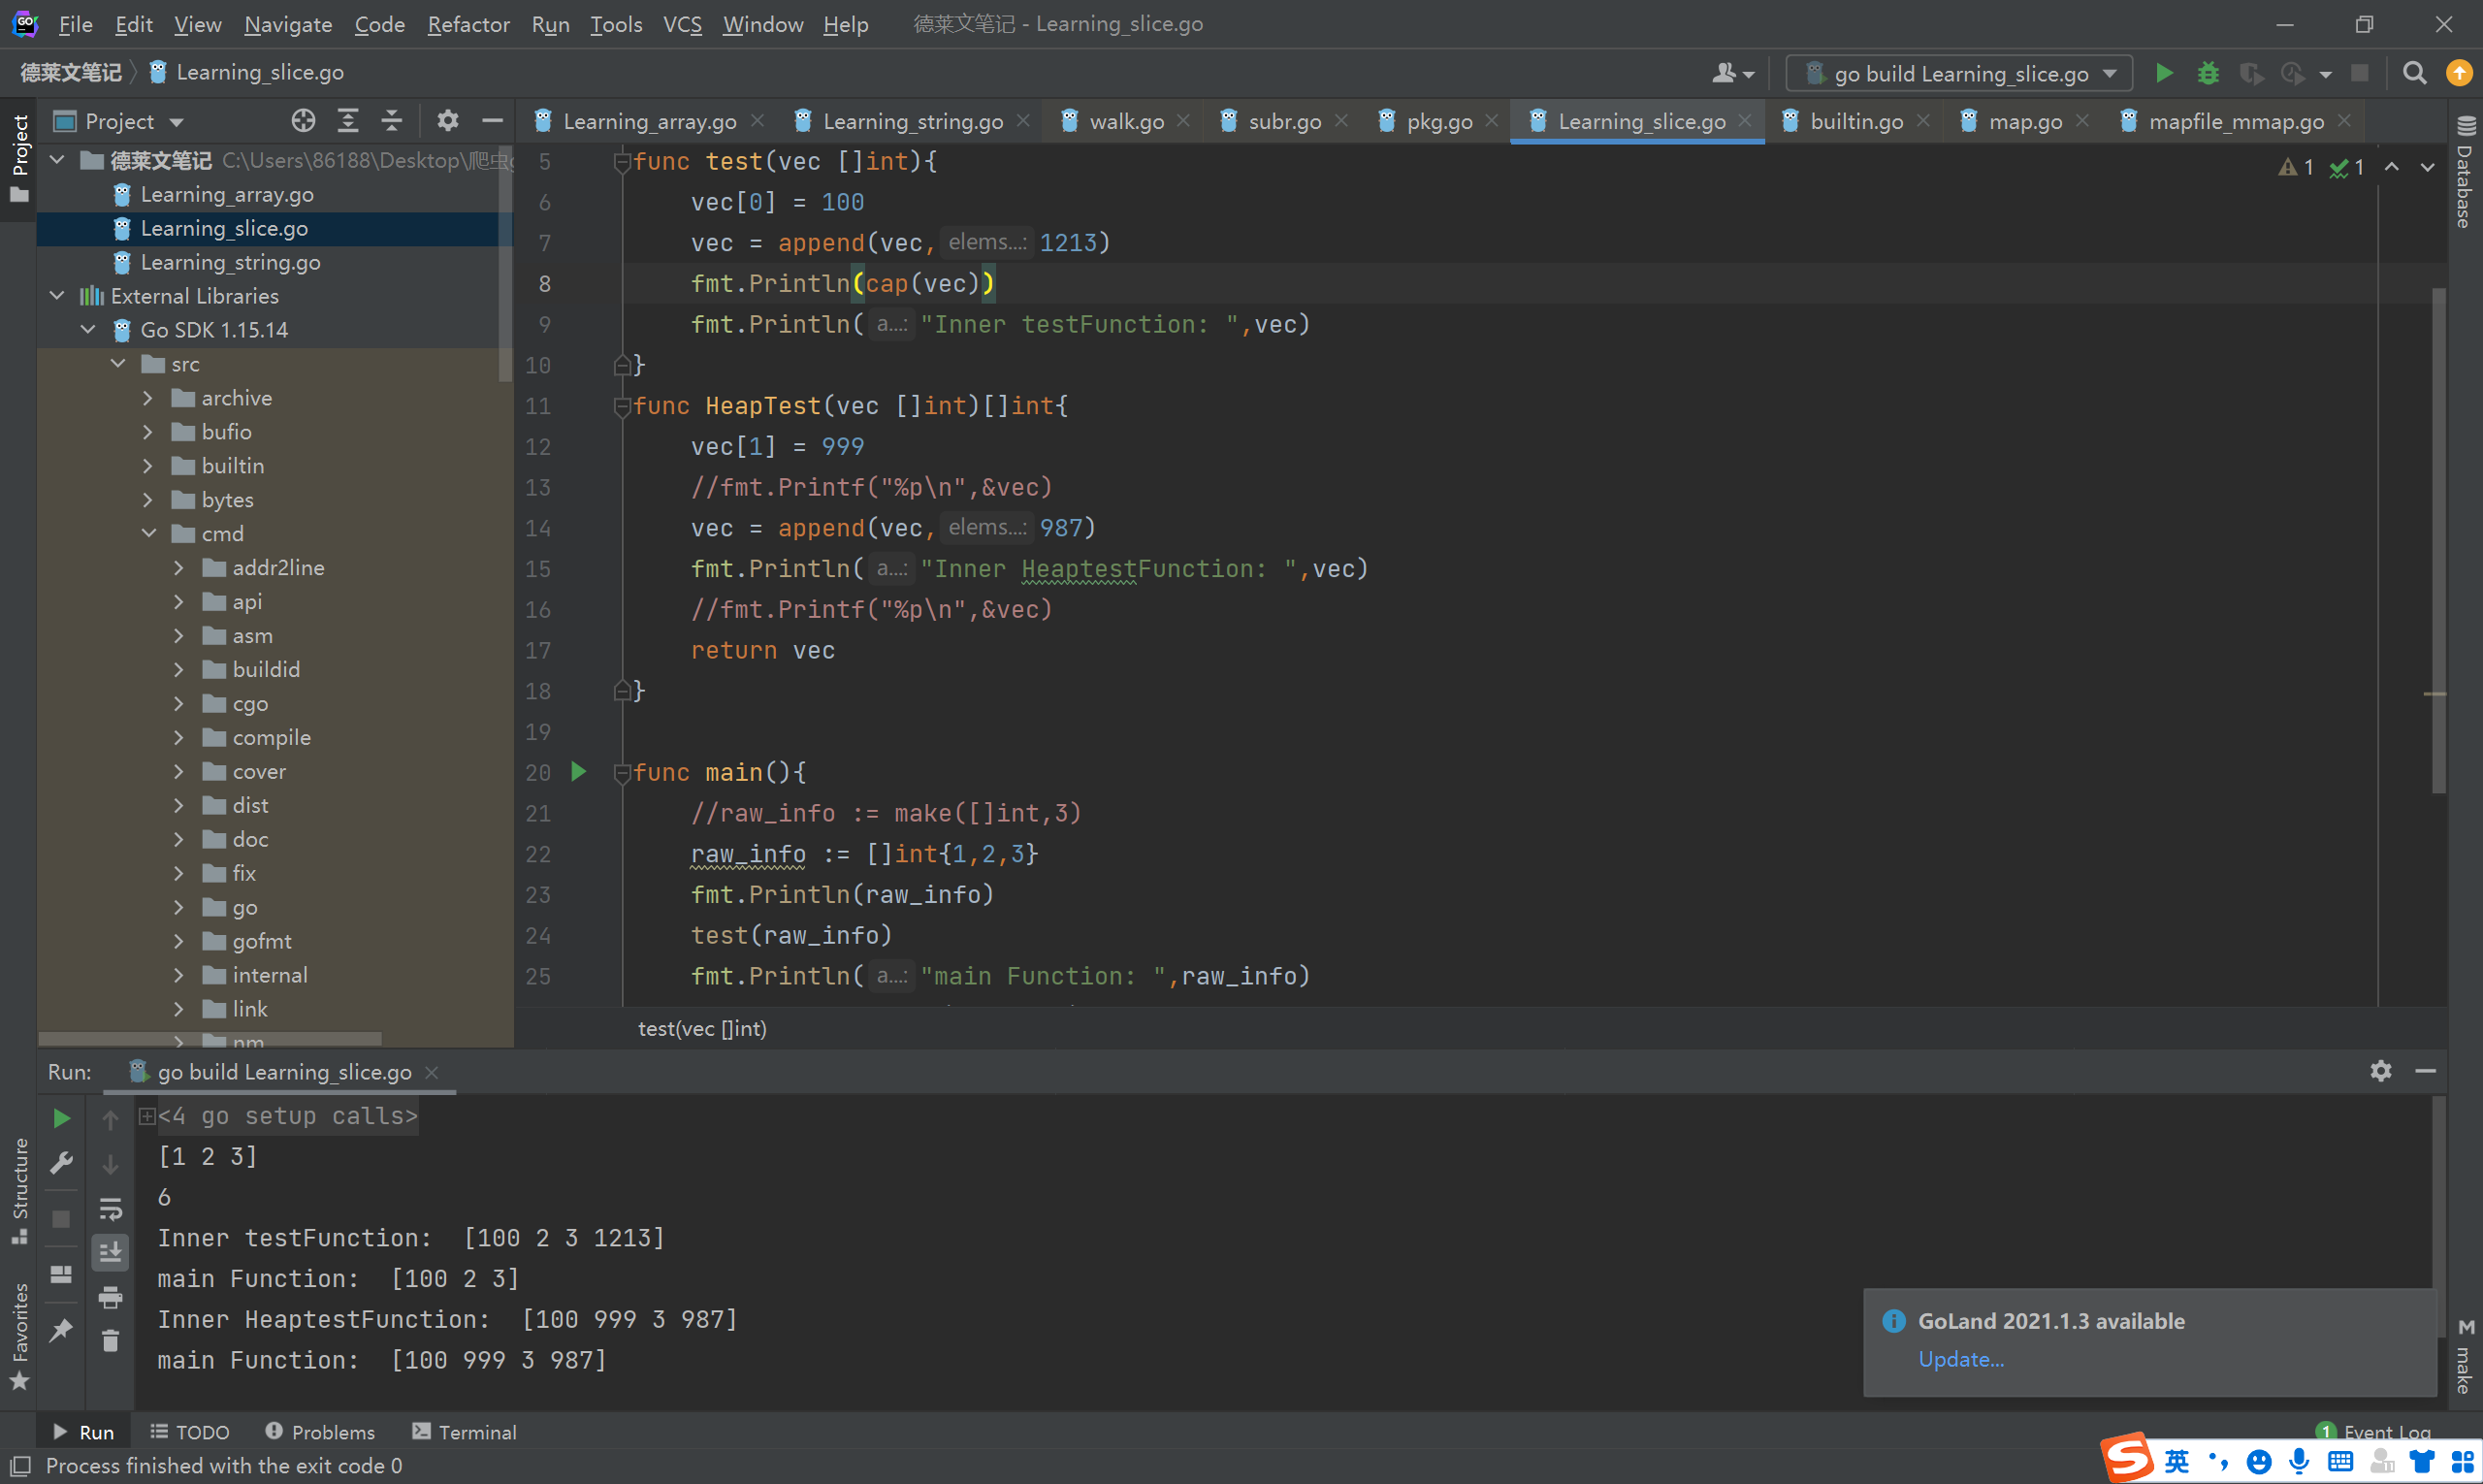 File Edit View Navigate Code Refactor Run Tools VCS Window Help 德莱文笔记 - Learning_slice.go
德莱文笔记 Learning_slice.go go build Learning_slice.go
Project Learning_array.go Learning_string.go walk.go subr.go pkg.go Learning_slice.go builtin.go map.go mapfile_mmap.go
Project
Structure
Favorites
Database
make
德莱文笔记 C:\Users\86188\Desktop\爬虫
Learning_array.go
Learning_slice.go
Learning_string.go
External Libraries
Go SDK 1.15.14
src
archive
bufio
builtin
bytes
cmd
addr2line
api
asm
buildid
cgo
compile
cover
dist
doc
fix
go
gofmt
internal
link
nm
1 1
5 func test(vec []int){
6 vec[0] = 100
7 vec = append(vec, elems...: 1213)
8 fmt.Println(cap(vec))
9 fmt.Println( a...: "Inner testFunction: ",vec)
10 }
11 func HeapTest(vec []int)[]int{
12 vec[1] = 999
13 //fmt.Printf("%p\n",&vec)
14 vec = append(vec, elems...: 987)
15 fmt.Println( a...: "Inner HeaptestFunction: ",vec)
16 //fmt.Printf("%p\n",&vec)
17 return vec
18 }
19
20 func main(){
21 //raw_info := make([]int,3)
22 raw_info := []int{1,2,3}
23 fmt.Println(raw_info)
24 test(raw_info)
25 fmt.Println( a...: "main Function: ",raw_info)
test(vec []int)
Run: go build Learning_slice.go
<4 go setup calls>
[1 2 3]
6
Inner testFunction:  [100 2 3 1213]
main Function:  [100 2 3]
Inner HeaptestFunction:  [100 999 3 987]
main Function:  [100 999 3 987]
GoLand 2021.1.3 available
Update...
Run TODO Problems Terminal 1 Event Log
Process finished with the exit code 0
英